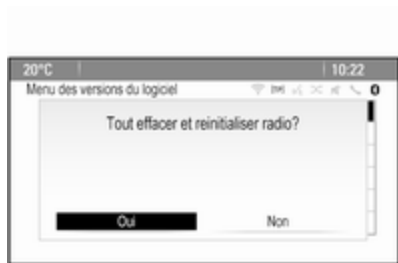 20°C 10:22
Menu des versions du logiciel
Tout effacer et reinitialiser radio?
Oui Non